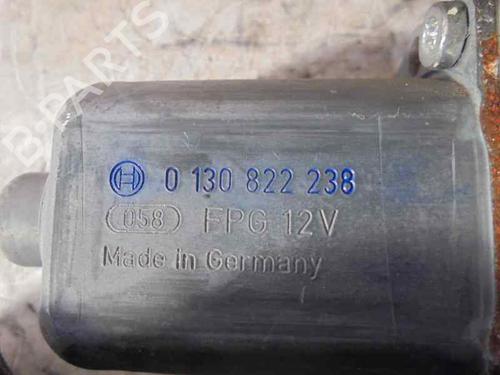 B-PARTS
0 130 822 238
058 FPG 12V
Made in Germany